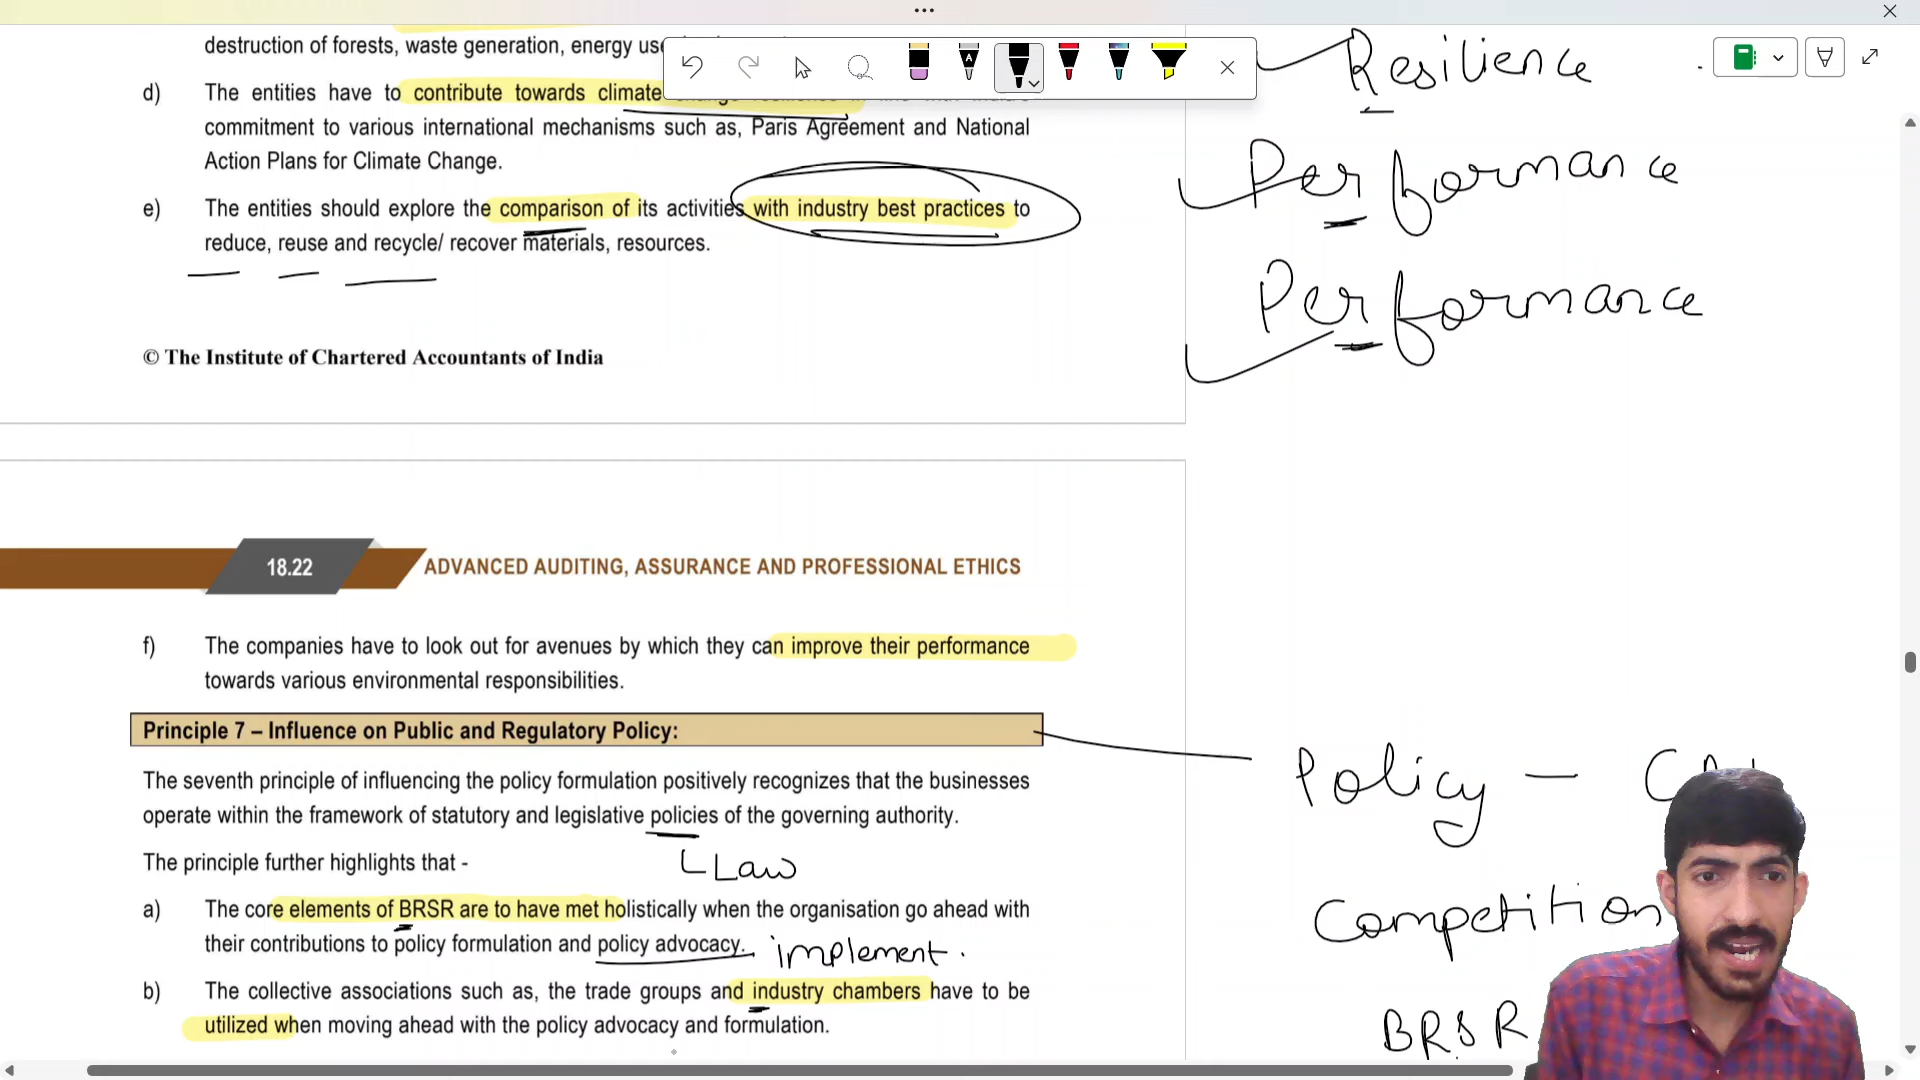 destruction of forests, waste generation, energy use
d) The entities have to contribute towards climate
commitment to various international mechanisms such as, Paris Agreement and National
Action Plans for Climate Change.
e) The entities should explore the comparison of its activities with industry best practices to
reduce, reuse and recycle/ recover materials, resources.
© The Institute of Chartered Accountants of India
Resilience
Performance
Performance
18.22
ADVANCED AUDITING, ASSURANCE AND PROFESSIONAL ETHICS
f) The companies have to look out for avenues by which they can improve their performance
towards various environmental responsibilities.
Principle 7 – Influence on Public and Regulatory Policy:
The seventh principle of influencing the policy formulation positively recognizes that the businesses
operate within the framework of statutory and legislative policies of the governing authority.
Law
The principle further highlights that -
a) The core elements of BRSR are to have met holistically when the organisation go ahead with
their contributions to policy formulation and policy advocacy. implement.
b) The collective associations such as, the trade groups and industry chambers have to be
utilized when moving ahead with the policy advocacy and formulation.
Policy —
Competition
BRSR